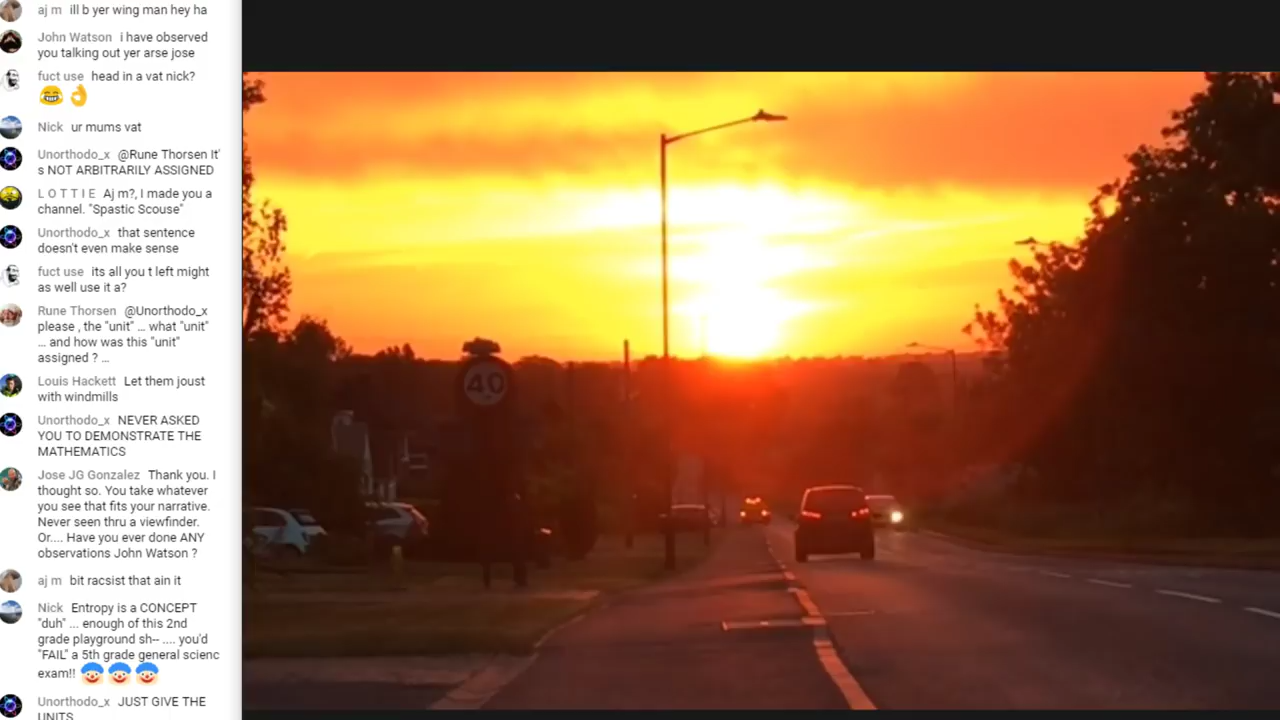 aj m ill b yer wing man hey ha
John Watson i have observed
you talking out yer arse jose
fuct use head in a vat nick?
😂 👌
Nick ur mums vat
Unorthodo_x @Rune Thorsen It'
s NOT ARBITRARILY ASSIGNED
L O T T I E Aj m?, I made you a
channel. "Spastic Scouse"
Unorthodo_x that sentence
doesn't even make sense
fuct use its all you t left might
as well use it a?
Rune Thorsen @Unorthodo_x
please , the "unit" ... what "unit"
... and how was this "unit"
assigned ? ...
Louis Hackett Let them joust
with windmills
Unorthodo_x NEVER ASKED
YOU TO DEMONSTRATE THE
MATHEMATICS
Jose JG Gonzalez Thank you. I
thought so. You take whatever
you see that fits your narrative.
Never seen thru a viewfinder.
Or.... Have you ever done ANY
observations John Watson ?
aj m bit racsist that ain it
Nick Entropy is a CONCEPT
"duh" ... enough of this 2nd
grade playground sh-- .... you'd
"FAIL" a 5th grade general scienc
exam!! 🤡 🤡 🤡
Unorthodo_x JUST GIVE THE
UNITS
40